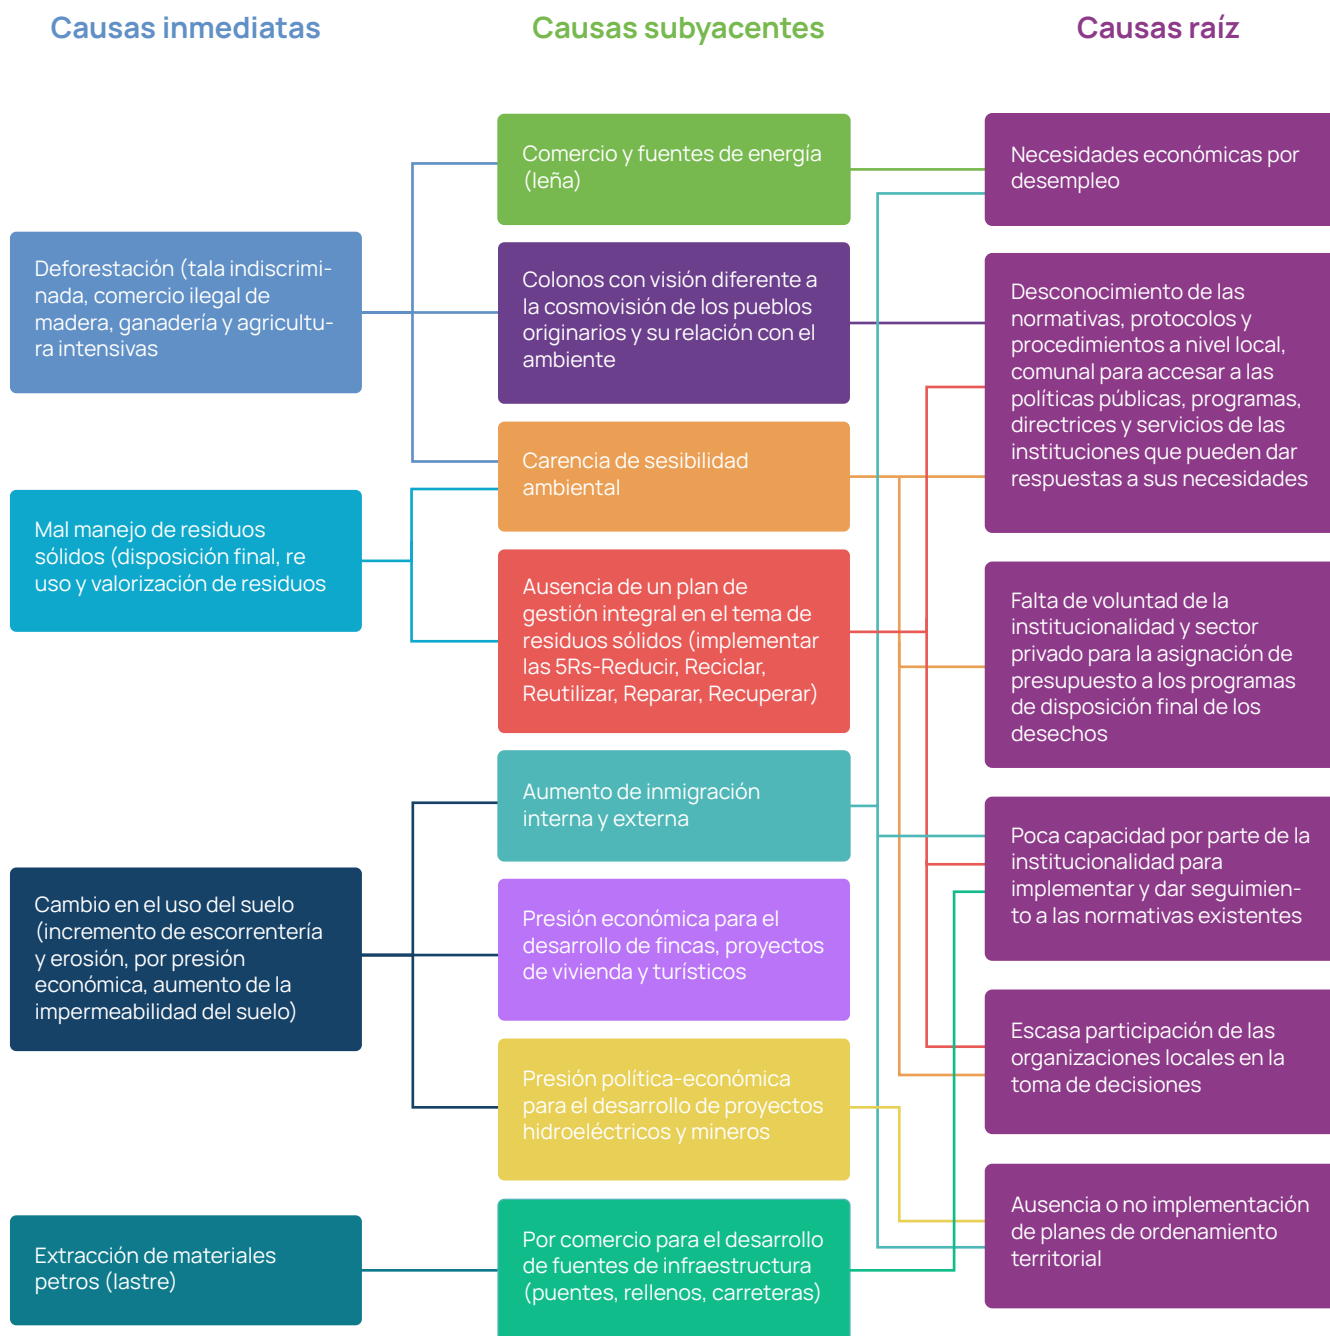 Causas inmediatas
Causas subyacentes
Causas raíz
Deforestación (tala indiscrimi-
nada, comercio ilegal de
madera, ganadería y agricultu-
ra intensivas
Mal manejo de residuos
sólidos (disposición final, re
uso y valorización de residuos
Cambio en el uso del suelo
(incremento de escorrentería
y erosión, por presión
económica, aumento de la
impermeabilidad del suelo)
Extracción de materiales
petros (lastre)
Comercio y fuentes de energía
(leña)
Colonos con visión diferente a
la cosmovisión de los pueblos
originarios y su relación con el
ambiente
Carencia de sesibilidad
ambiental
Ausencia de un plan de
gestión integral en el tema de
residuos sólidos (implementar
las 5Rs-Reducir, Reciclar,
Reutilizar, Reparar, Recuperar)
Aumento de inmigración
interna y externa
Presión económica para el
desarrollo de fincas, proyectos
de vivienda y turísticos
Presión política-económica
para el desarrollo de proyectos
hidroeléctricos y mineros
Por comercio para el desarrollo
de fuentes de infraestructura
(puentes, rellenos, carreteras)
Necesidades económicas por
desempleo
Desconocimiento de las
normativas, protocolos y
procedimientos a nivel local,
comunal para accesar a las
políticas públicas, programas,
directrices y servicios de las
instituciones que pueden dar
respuestas a sus necesidades
Falta de voluntad de la
institucionalidad y sector
privado para la asignación de
presupuesto a los programas
de disposición final de los
desechos
Poca capacidad por parte de la
institucionalidad para
implementar y dar seguimien-
to a las normativas existentes
Escasa participación de las
organizaciones locales en la
toma de decisiones
Ausencia o no implementación
de planes de ordenamiento
territorial